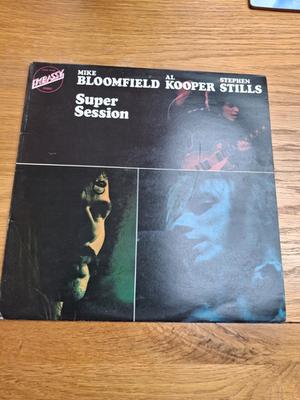 EMBASSY
MIKE AL STEPHEN
BLOOMFIELD KOOPER STILLS
Super
Session